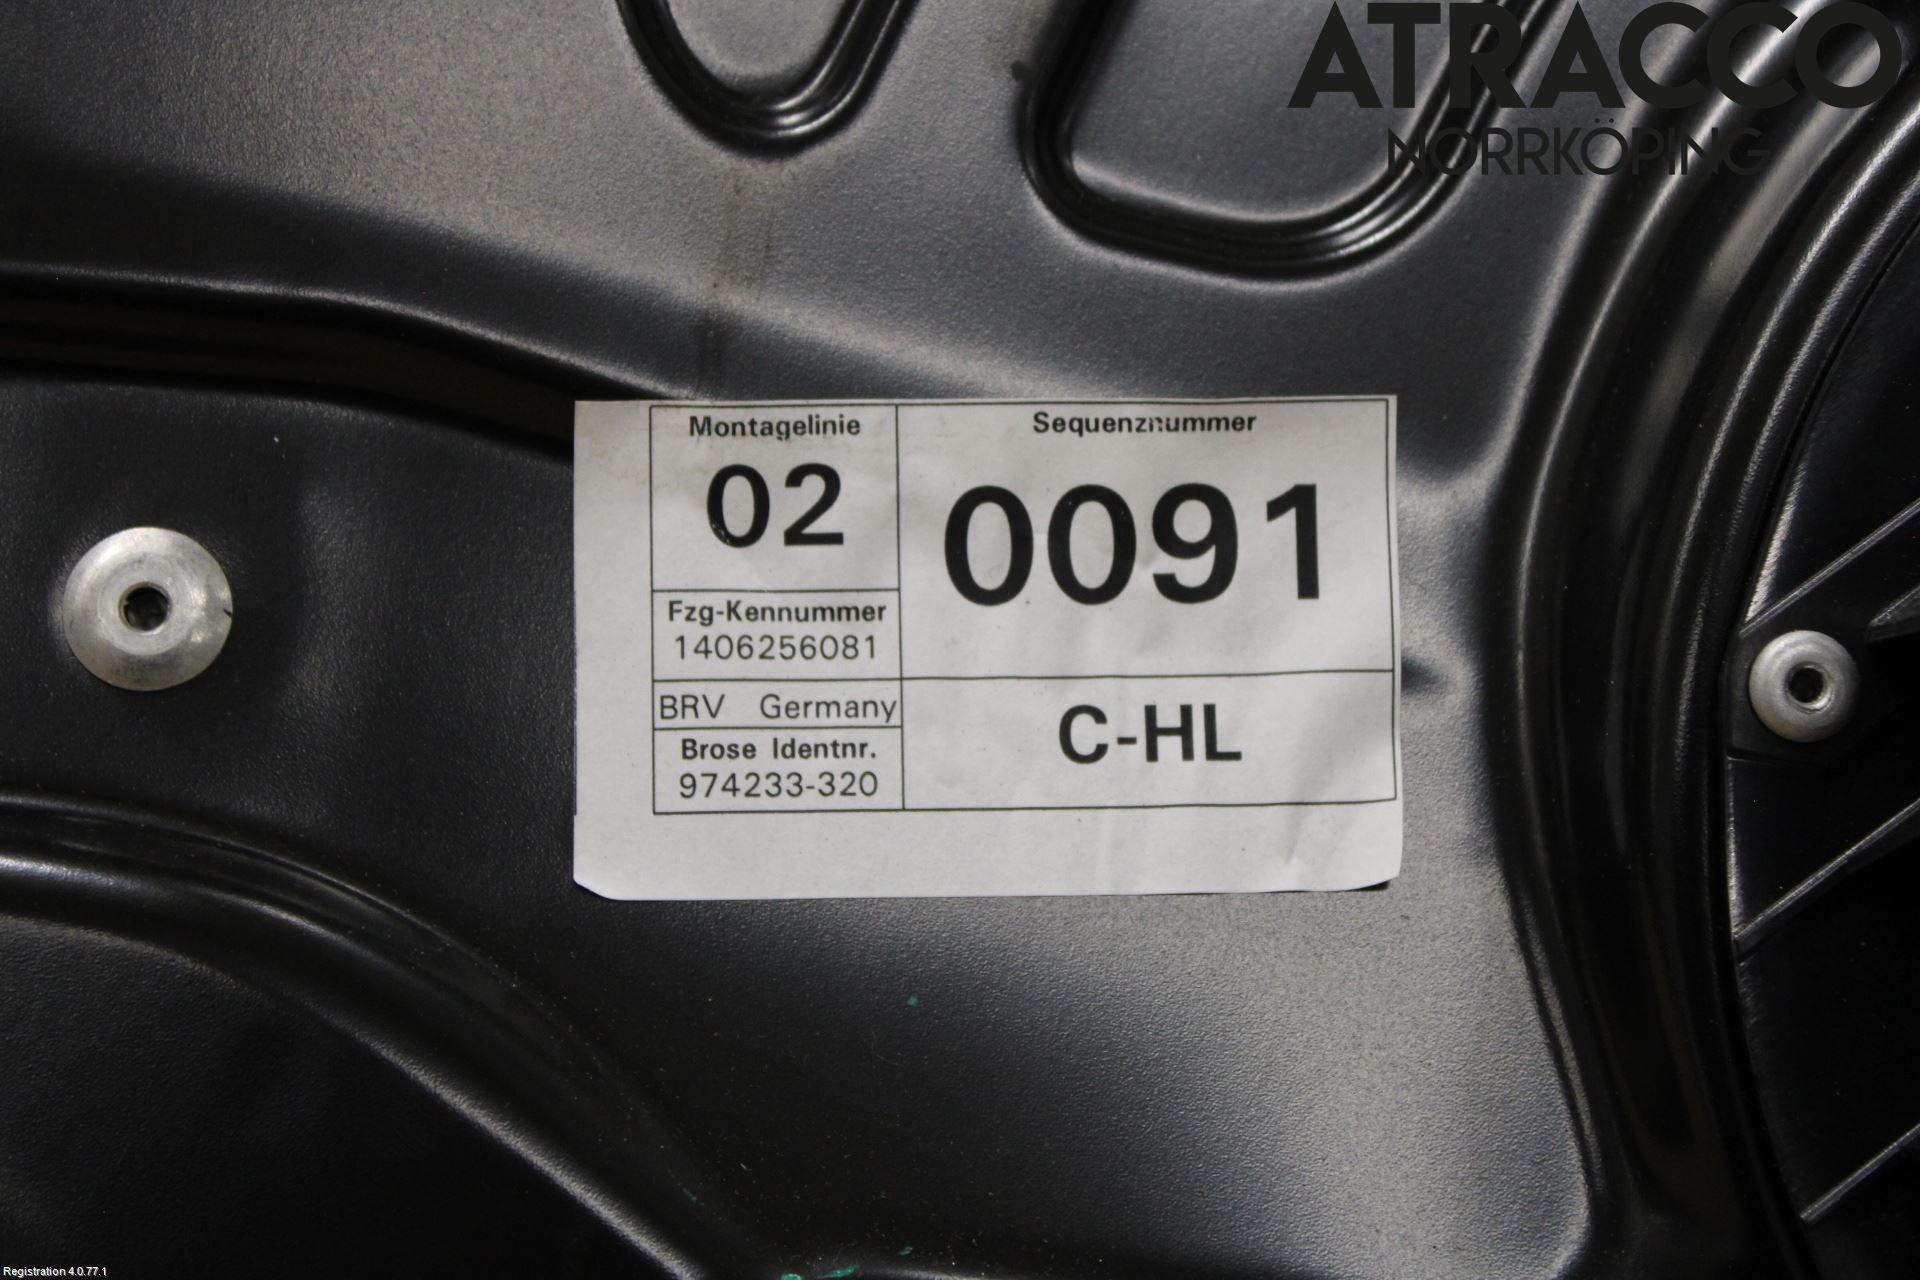 ATRACCO
NORRKÖPING
Montagelinie
02
Sequenznummer
0091
Fzg-Kennummer
1406256081
BRV Germany
C-HL
Brose Identnr.
974233-320
Registration 4.0.77.1